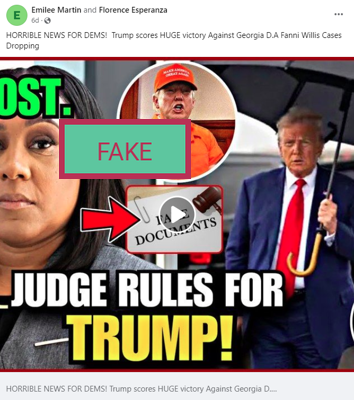 E
Emilee Martin and Florence Esperanza
6d ·
HORRIBLE NEWS FOR DEMS! Trump scores HUGE victory Against Georgia D.A Fanni Willis Cases
Dropping
OST.
FAKE
DOCUMENTS
JUDGE RULES FOR
TRUMP!
HORRIBLE NEWS FOR DEMS! Trump scores HUGE victory Against Georgia D....